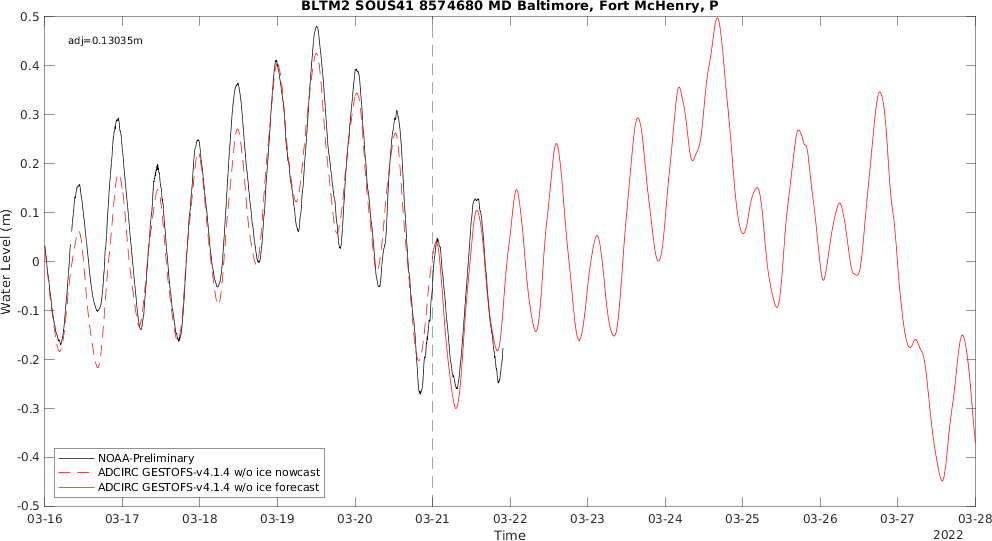 BLTM2 SOUS41 8574680 MD Baltimore, Fort McHenry, P
adj=0.13035m
Water Level (m)
0.5
0.4
0.3
0.2
0.1
0
-0.1
-0.2
-0.3
-0.4
-0.5
NOAA-Preliminary
ADCIRC GESTOFS-v4.1.4 w/o ice nowcast
ADCIRC GESTOFS-v4.1.4 w/o ice forecast
03-16 03-17 03-18 03-19 03-20 03-21 03-22 03-23 03-24 03-25 03-26 03-27 03-28
Time
2022